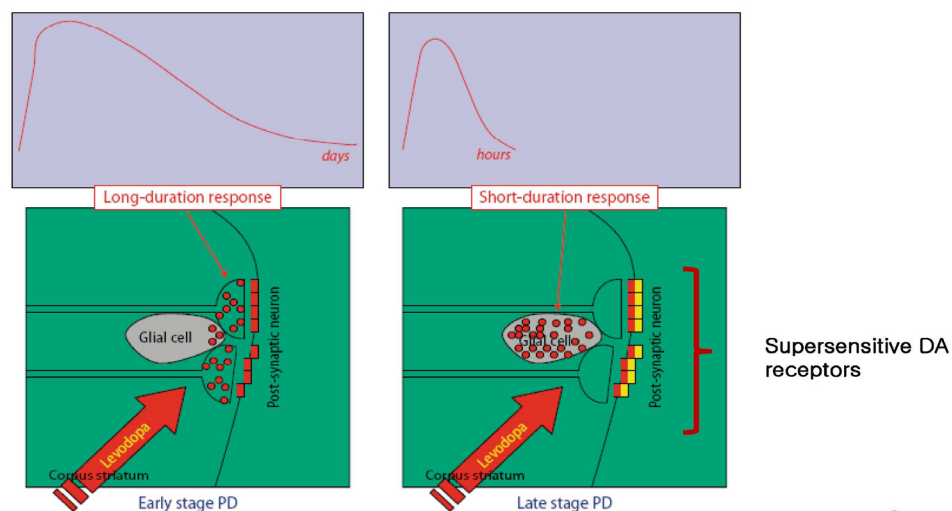 days
hours
Long-duration response
Short-duration response
Glial cell
Post-synaptic neuron
Levodopa
Corpus striatum
Early stage PD
Glial cell
Post-synaptic neuron
Levodopa
Corpus striatum
Late stage PD
Supersensitive DA
receptors